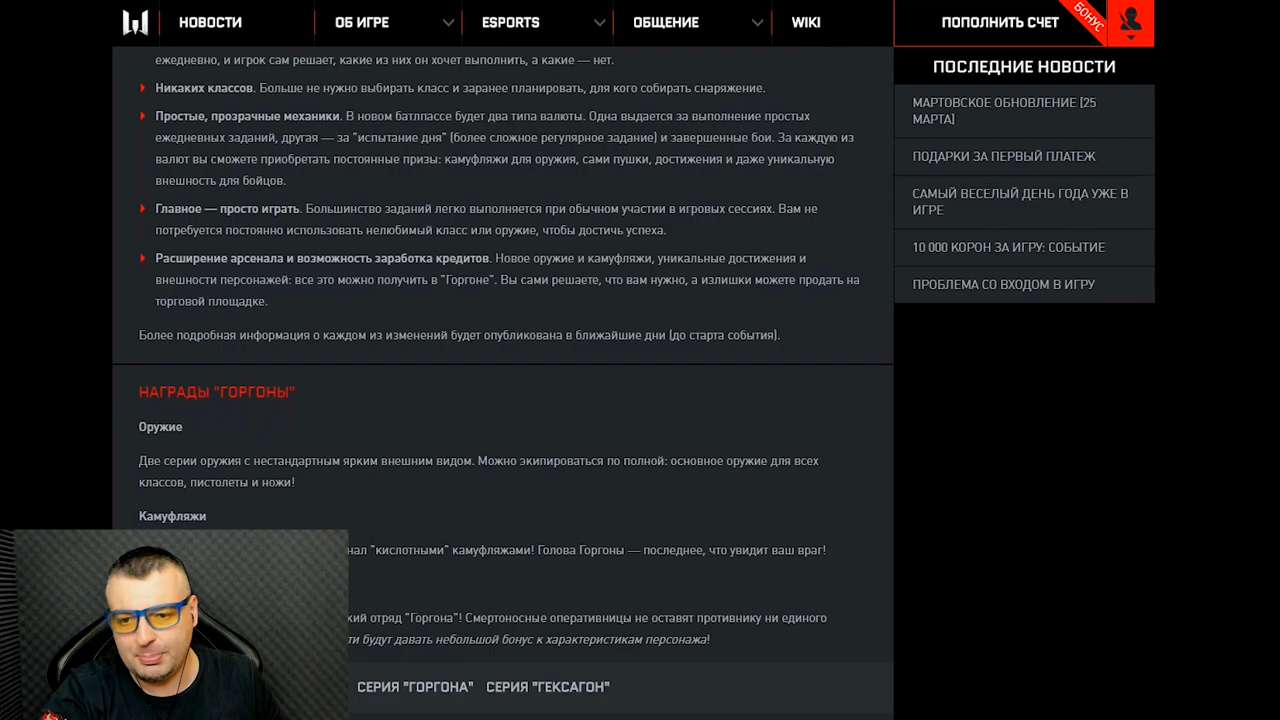 НОВОСТИ
ОБ ИГРЕ
ESPORTS
ОБЩЕНИЕ
WIKI
ПОПОЛНИТЬ СЧЕТ
БОНУС
ежедневно, и игрок сам решает, какие из них он хочет выполнить, а какие — нет.
Никаких классов. Больше не нужно выбирать класс и заранее планировать, для кого собирать снаряжение.
Простые, прозрачные механики. В новом батлпассе будет два типа валюты. Одна выдается за выполнение простых
ежедневных заданий, другая — за "испытание дня" (более сложное регулярное задание) и завершенные бои. За каждую из
валют вы сможете приобретать постоянные призы: камуфляжи для оружия, сами пушки, достижения и даже уникальную
внешность для бойцов.
Главное — просто играть. Большинство заданий легко выполняется при обычном участии в игровых сессиях. Вам не
потребуется постоянно использовать нелюбимый класс или оружие, чтобы достичь успеха.
Расширение арсенала и возможность заработка кредитов. Новое оружие и камуфляжи, уникальные достижения и
внешности персонажей: все это можно получить в "Горгоне". Вы сами решаете, что вам нужно, а излишки можете продать на
торговой площадке.
Более подробная информация о каждом из изменений будет опубликована в ближайшие дни (до старта события).
НАГРАДЫ "ГОРГОНЫ"
Оружие
Две серии оружия с нестандартным ярким внешним видом. Можно экипироваться по полной: основное оружие для всех
классов, пистолеты и ножи!
Камуфляжи
нал "кислотными" камуфляжами! Голова Горгоны — последнее, что увидит ваш враг!
кий отряд "Горгона"! Смертоносные оперативницы не оставят противнику ни единого
ти будут давать небольшой бонус к характеристикам персонажа!
СЕРИЯ "ГОРГОНА"
СЕРИЯ "ГЕКСАГОН"
ПОСЛЕДНИЕ НОВОСТИ
МАРТОВСКОЕ ОБНОВЛЕНИЕ [25
МАРТА]
ПОДАРКИ ЗА ПЕРВЫЙ ПЛАТЕЖ
САМЫЙ ВЕСЕЛЫЙ ДЕНЬ ГОДА УЖЕ В
ИГРЕ
10 000 КОРОН ЗА ИГРУ: СОБЫТИЕ
ПРОБЛЕМА СО ВХОДОМ В ИГРУ